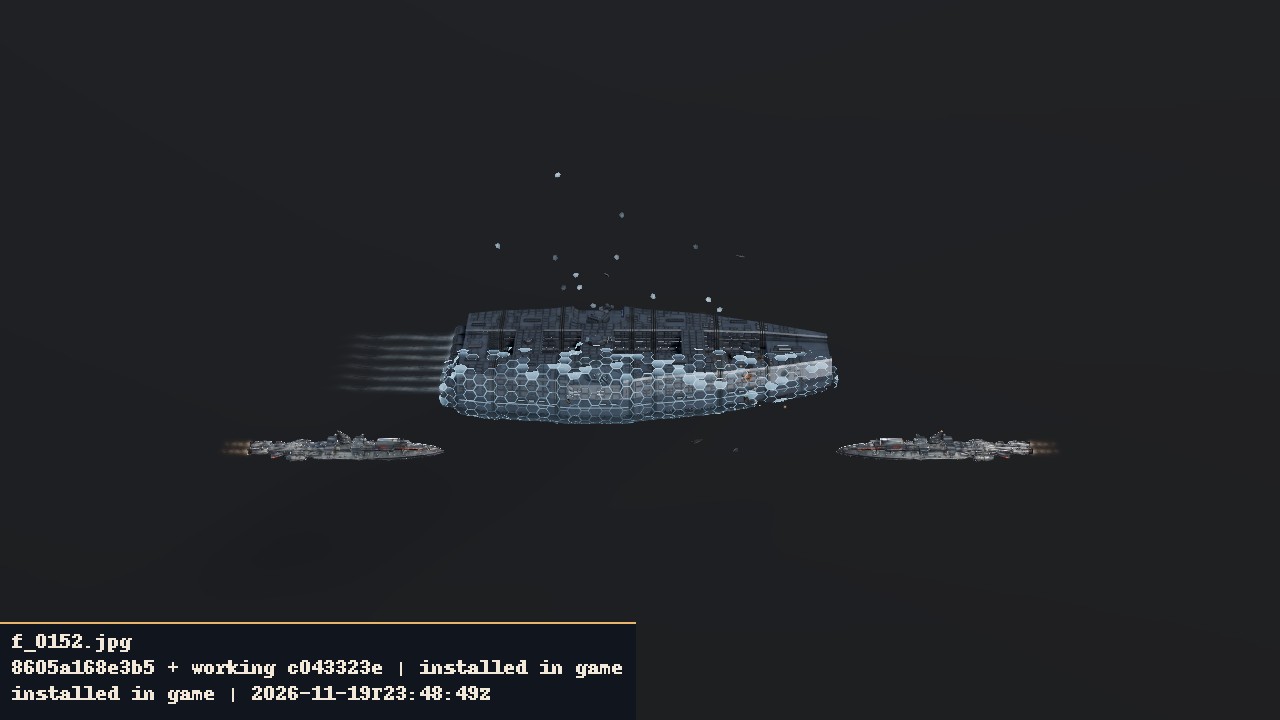 f_0152.jpg
8605a168e3b5 + working c043323e | installed in game
installed in game | 2026-11-19T23:48:49Z